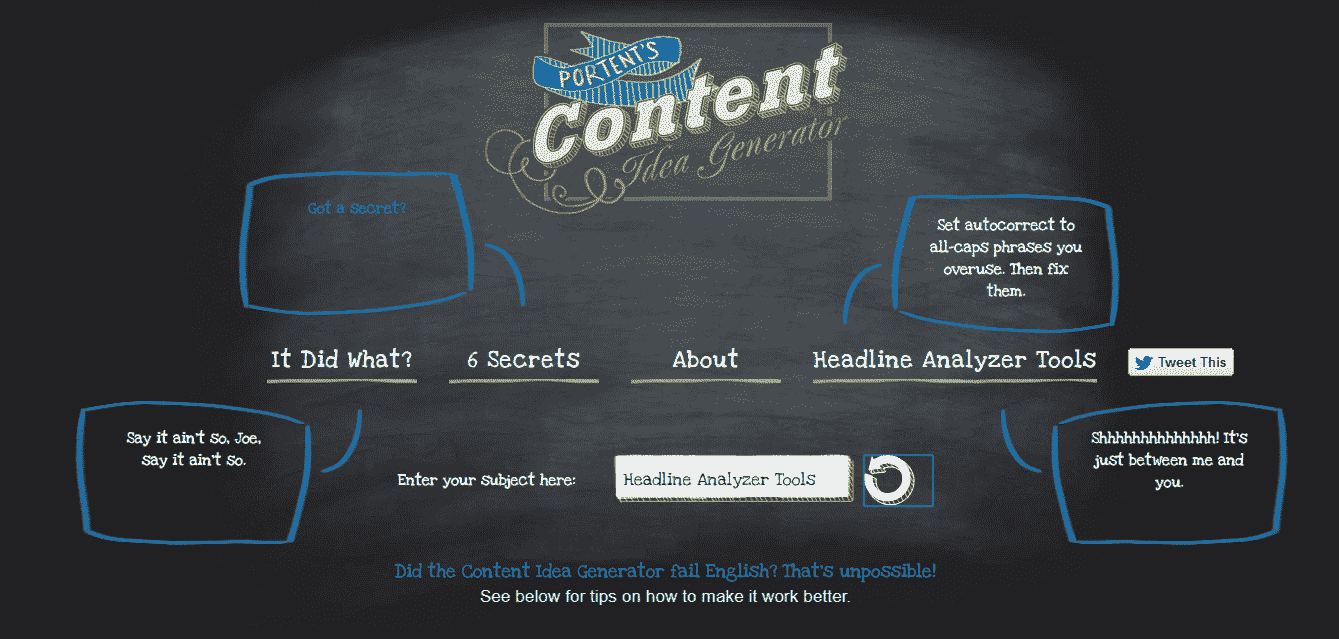 PORTENT'S
Content
Idea Generator
Got a secret?
Set autocorrect to
all-caps phrases you
overuse. Then fix
them.
It Did What?
6 Secrets
About
Headline Analyzer Tools
Tweet This
Say it ain't so, Joe,
say it ain't so.
Shhhhhhhhhhhhhh! It's
just between me and
you.
Enter your subject here:
Headline Analyzer Tools
Did the Content Idea Generator fail English? That's unpossible!
See below for tips on how to make it work better.